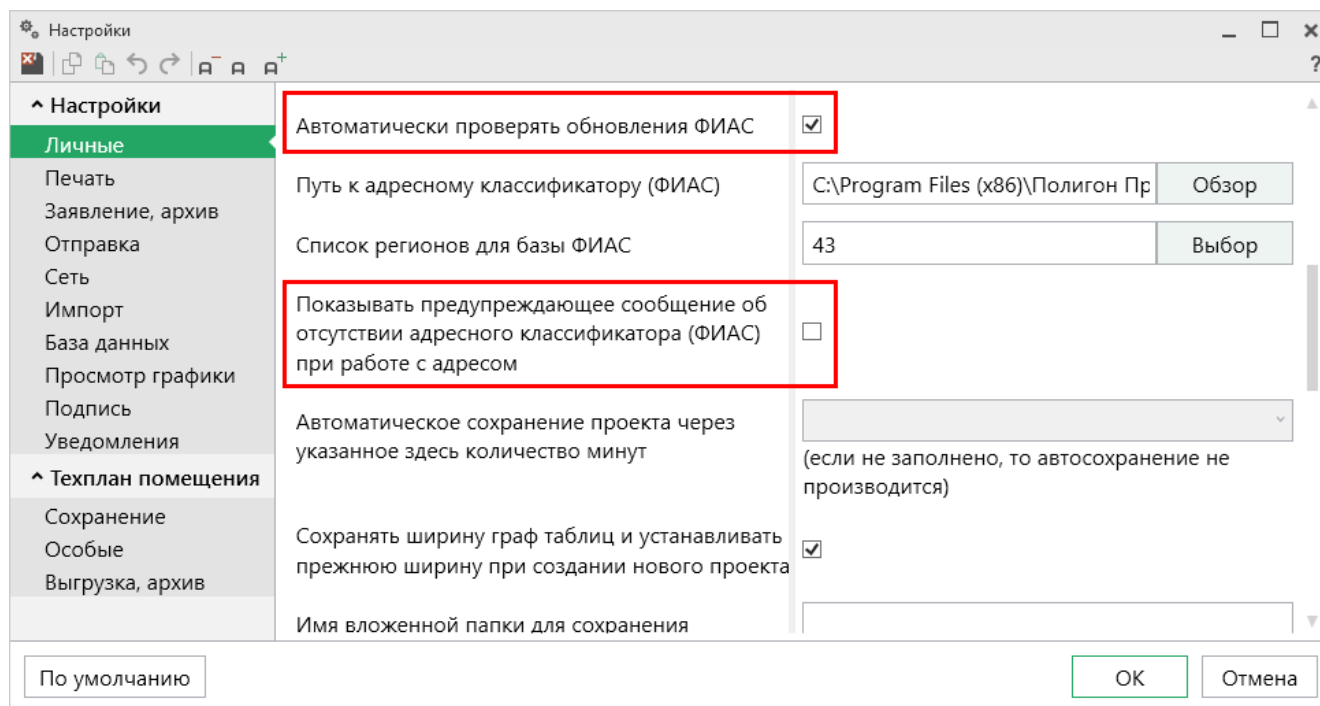 Настройки
?
Настройки
Личные
Печать
Заявление, архив
Отправка
Сеть
Импорт
База данных
Просмотр графики
Подпись
Уведомления
Техплан помещения
Сохранение
Особые
Выгрузка, архив
Автоматически проверять обновления ФИАС
Путь к адресному классификатору (ФИАС)
C:\Program Files (x86)\Полигон Пр
Обзор
Список регионов для базы ФИАС
43
Выбор
Показывать предупреждающее сообщение об
отсутствии адресного классификатора (ФИАС)
при работе с адресом
Автоматическое сохранение проекта через
указанное здесь количество минут
(если не заполнено, то автосохранение не
производится)
Сохранять ширину граф таблиц и устанавливать
прежнюю ширину при создании нового проекта
Имя вложенной папки для сохранения
По умолчанию
ОК
Отмена